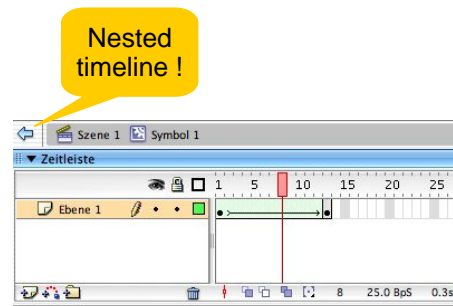 Nested
timeline !
Szene 1 Symbol 1
Zeitleiste
1 5 10 15 20 25
Ebene 1
8 25.0 BpS 0.3s